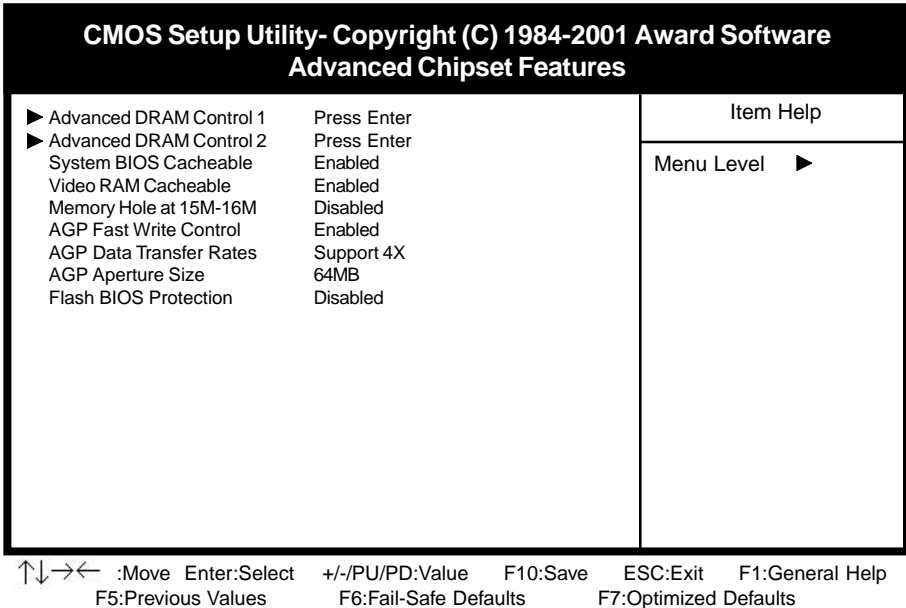 CMOS Setup Utility- Copyright (C) 1984-2001 Award Software
Advanced Chipset Features
▶ Advanced DRAM Control 1 Press Enter
▶ Advanced DRAM Control 2 Press Enter
System BIOS Cacheable Enabled
Video RAM Cacheable Enabled
Memory Hole at 15M-16M Disabled
AGP Fast Write Control Enabled
AGP Data Transfer Rates Support 4X
AGP Aperture Size 64MB
Flash BIOS Protection Disabled
Item Help
Menu Level ▶
↑↓→← :Move Enter:Select +/-/PU/PD:Value F10:Save ESC:Exit F1:General Help
F5:Previous Values F6:Fail-Safe Defaults F7:Optimized Defaults